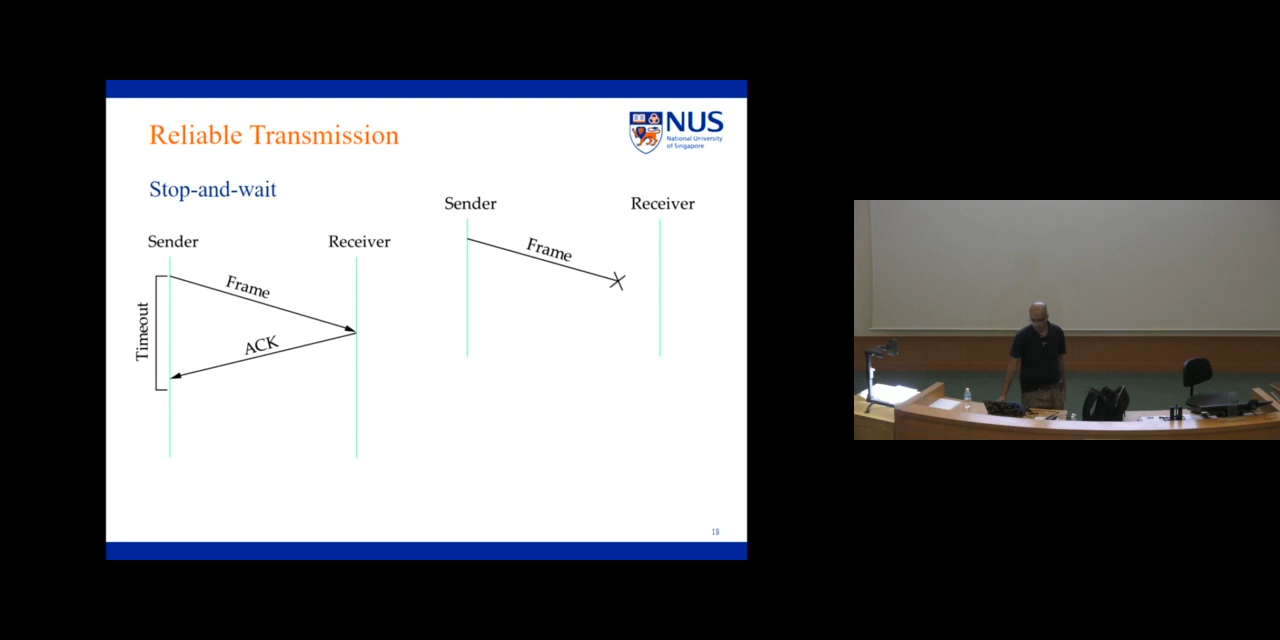 Reliable Transmission
NUS
National University
of Singapore
Stop-and-wait
Sender
Receiver
Frame
Sender
Receiver
Timeout
Frame
ACK
18